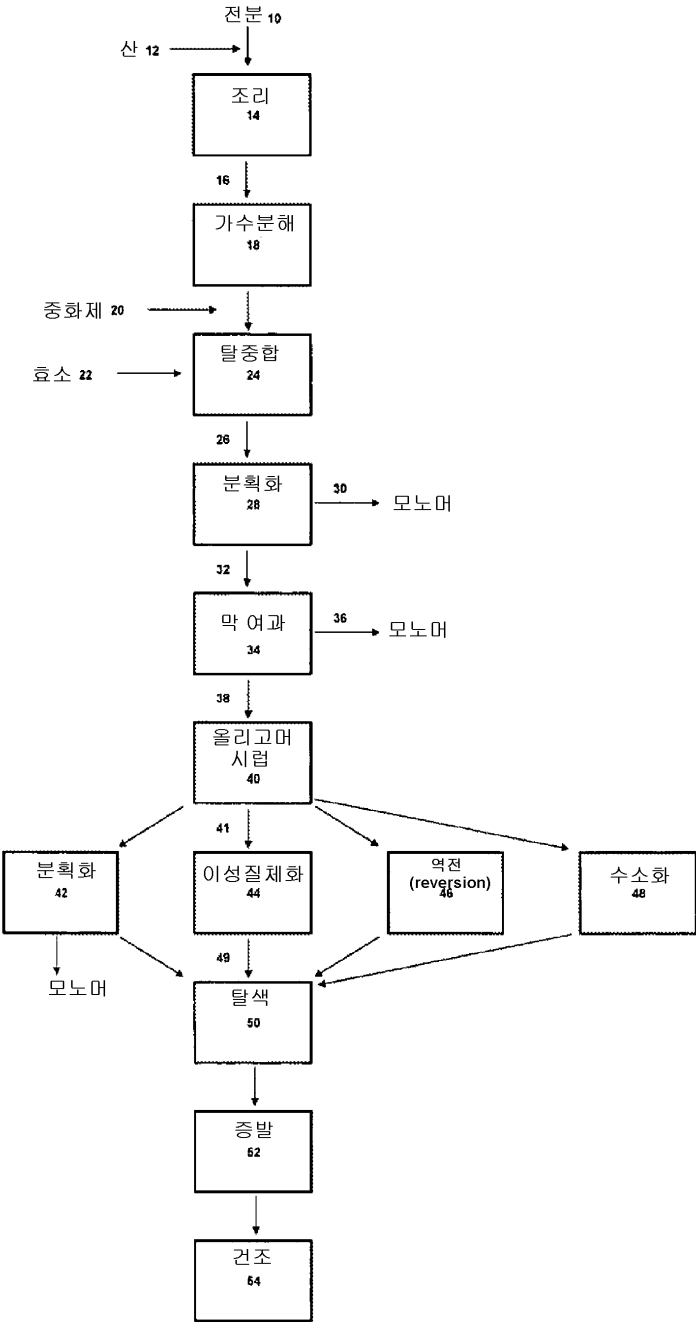 전분 10
산 12
조리
14
16
가수분해
18
중화제 20
탈중합
24
효소 22
26
분획화
28
30
모노머
32
막 여과
34
36
모노머
38
올리고머
시럽
40
41
분획화
42
이성질체화
44
역전
(reversion)
46
수소화
48
49
모노머
탈색
50
증발
52
건조
54